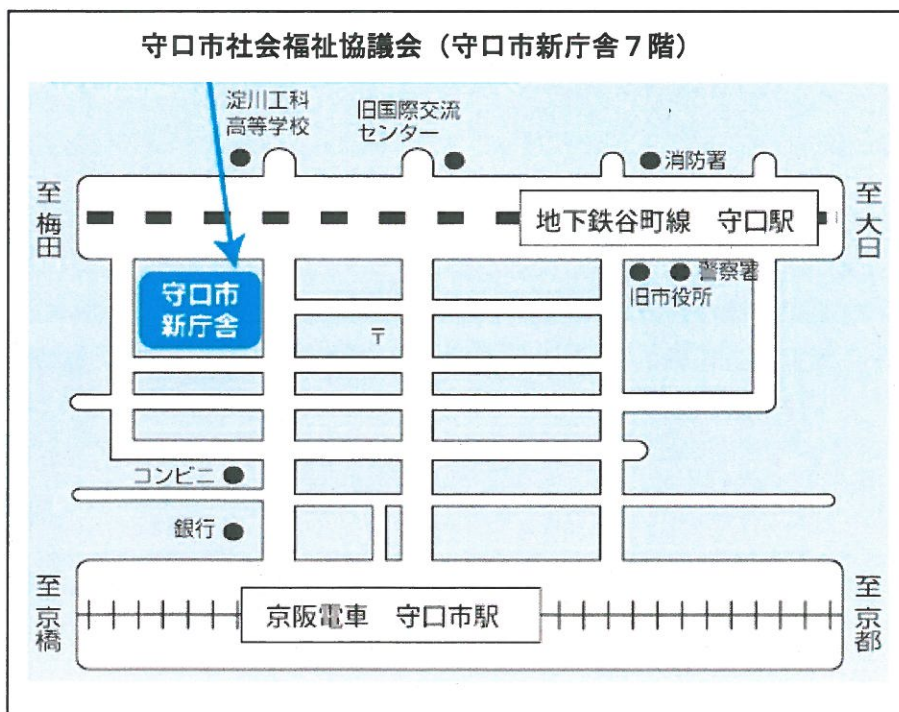 守口市社会福祉協議会（守口市新庁舎７階）
淀川工科
高等学校
旧国際交流
センター
消防署
至梅田
地下鉄谷町線　守口駅
至大日
守口市
新庁舎
警察署
旧市役所
〒
コンビニ
銀行
至京橋
京阪電車　守口市駅
至京都